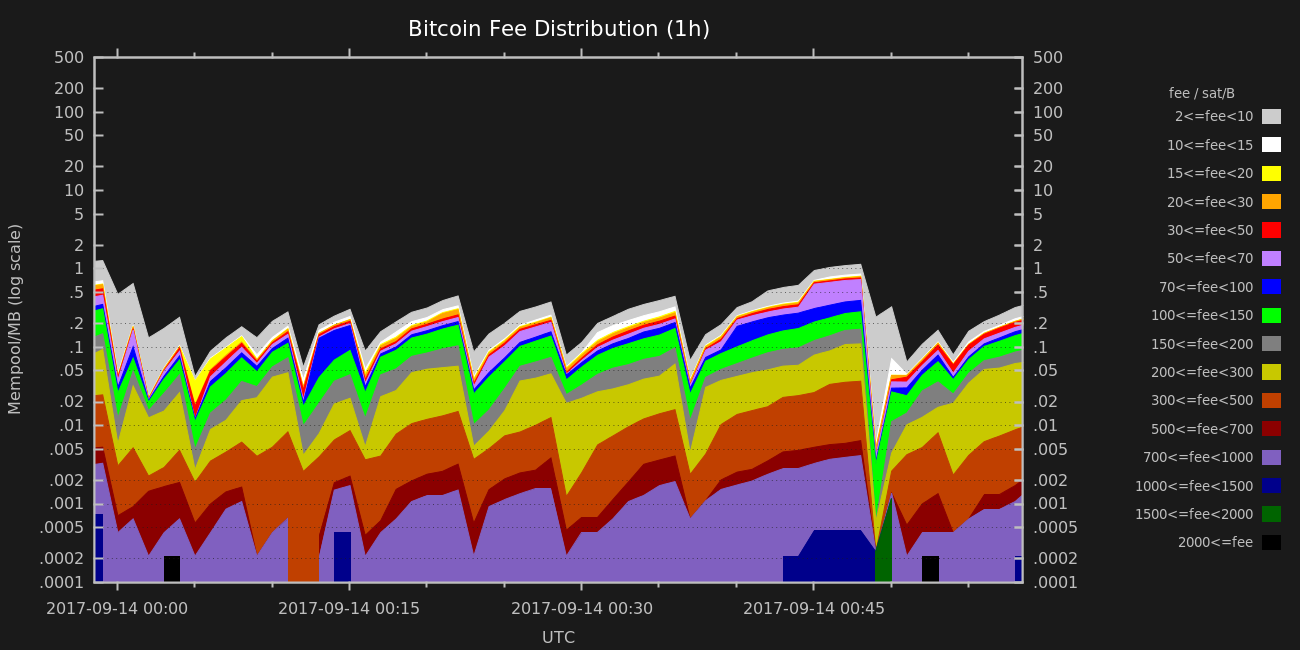 Bitcoin Fee Distribution (1h)
Mempool/MB (log scale)
500
200
100
50
20
10
5
2
1
.5
.2
.1
.05
.02
.01
.005
.002
.001
.0005
.0002
.0001
500
200
100
50
20
10
5
2
1
.5
.2
.1
.05
.02
.01
.005
.002
.001
.0005
.0002
.0001
2017-09-14 00:00 2017-09-14 00:15 2017-09-14 00:30 2017-09-14 00:45
UTC
fee / sat/B
2<=fee<10
10<=fee<15
15<=fee<20
20<=fee<30
30<=fee<50
50<=fee<70
70<=fee<100
100<=fee<150
150<=fee<200
200<=fee<300
300<=fee<500
500<=fee<700
700<=fee<1000
1000<=fee<1500
1500<=fee<2000
2000<=fee